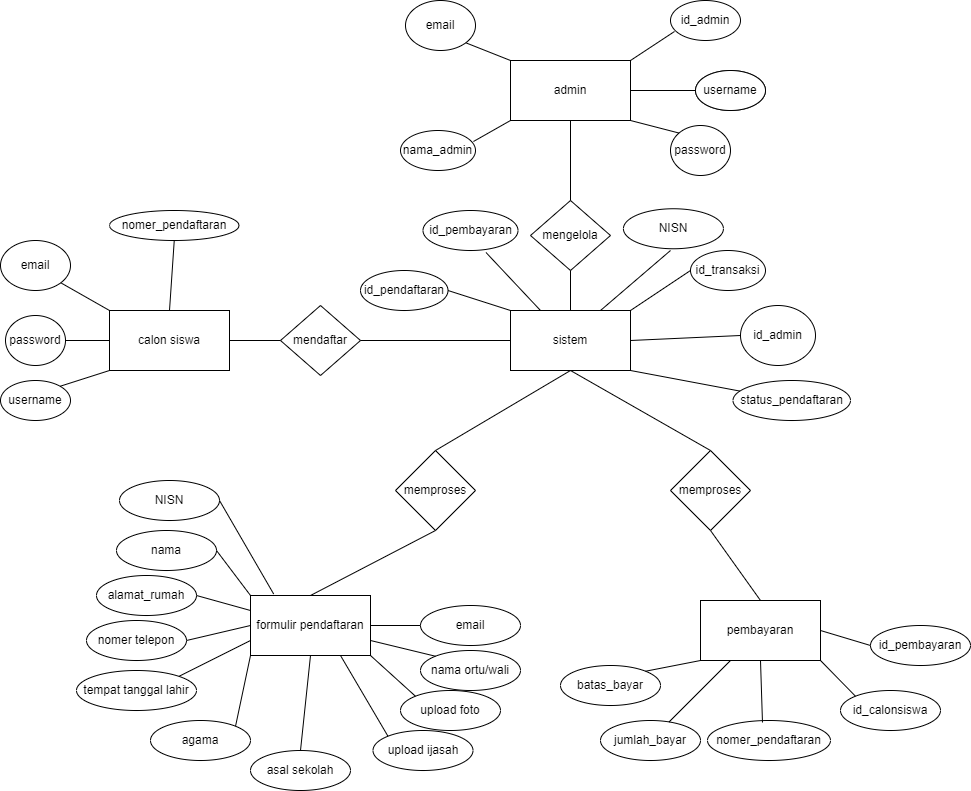 email
id_admin
admin
username
nama_admin
password
nomer_pendaftaran
id_pembayaran
mengelola
NISN
email
id_transaksi
id_pendaftaran
password
calon siswa
mendaftar
sistem
id_admin
username
status_pendaftaran
memproses
memproses
NISN
nama
alamat_rumah
formulir pendaftaran
email
pembayaran
nomer telepon
id_pembayaran
nama ortu/wali
tempat tanggal lahir
batas_bayar
upload foto
id_calonsiswa
agama
upload ijasah
jumlah_bayar
nomer_pendaftaran
asal sekolah